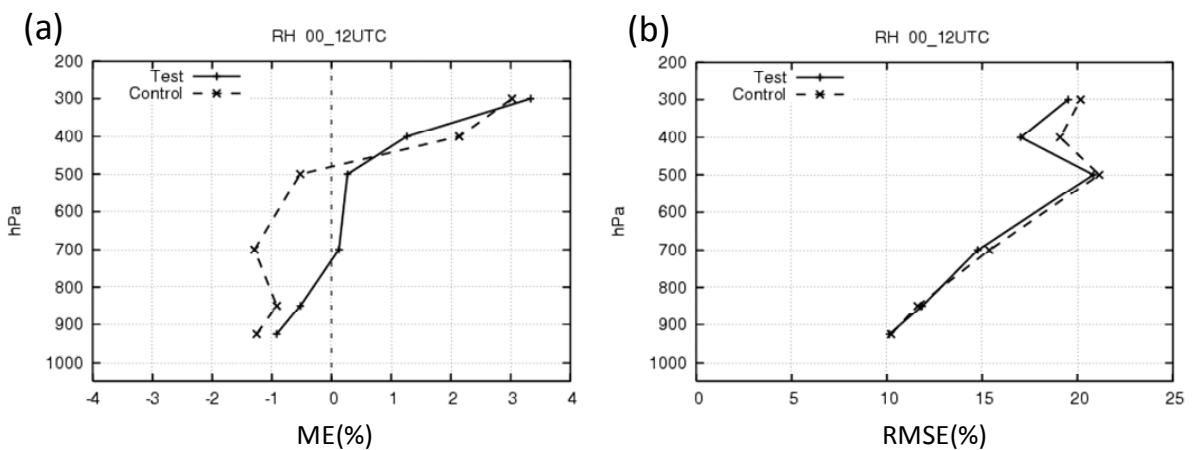 (a)
RH 00_12UTC
Test
Control
200
300
400
500
600
700
800
900
1000
hPa
-4 -3 -2 -1 0 1 2 3 4
ME(%)
(b)
RH 00_12UTC
Test
Control
200
300
400
500
600
700
800
900
1000
hPa
0 5 10 15 20 25
RMSE(%)